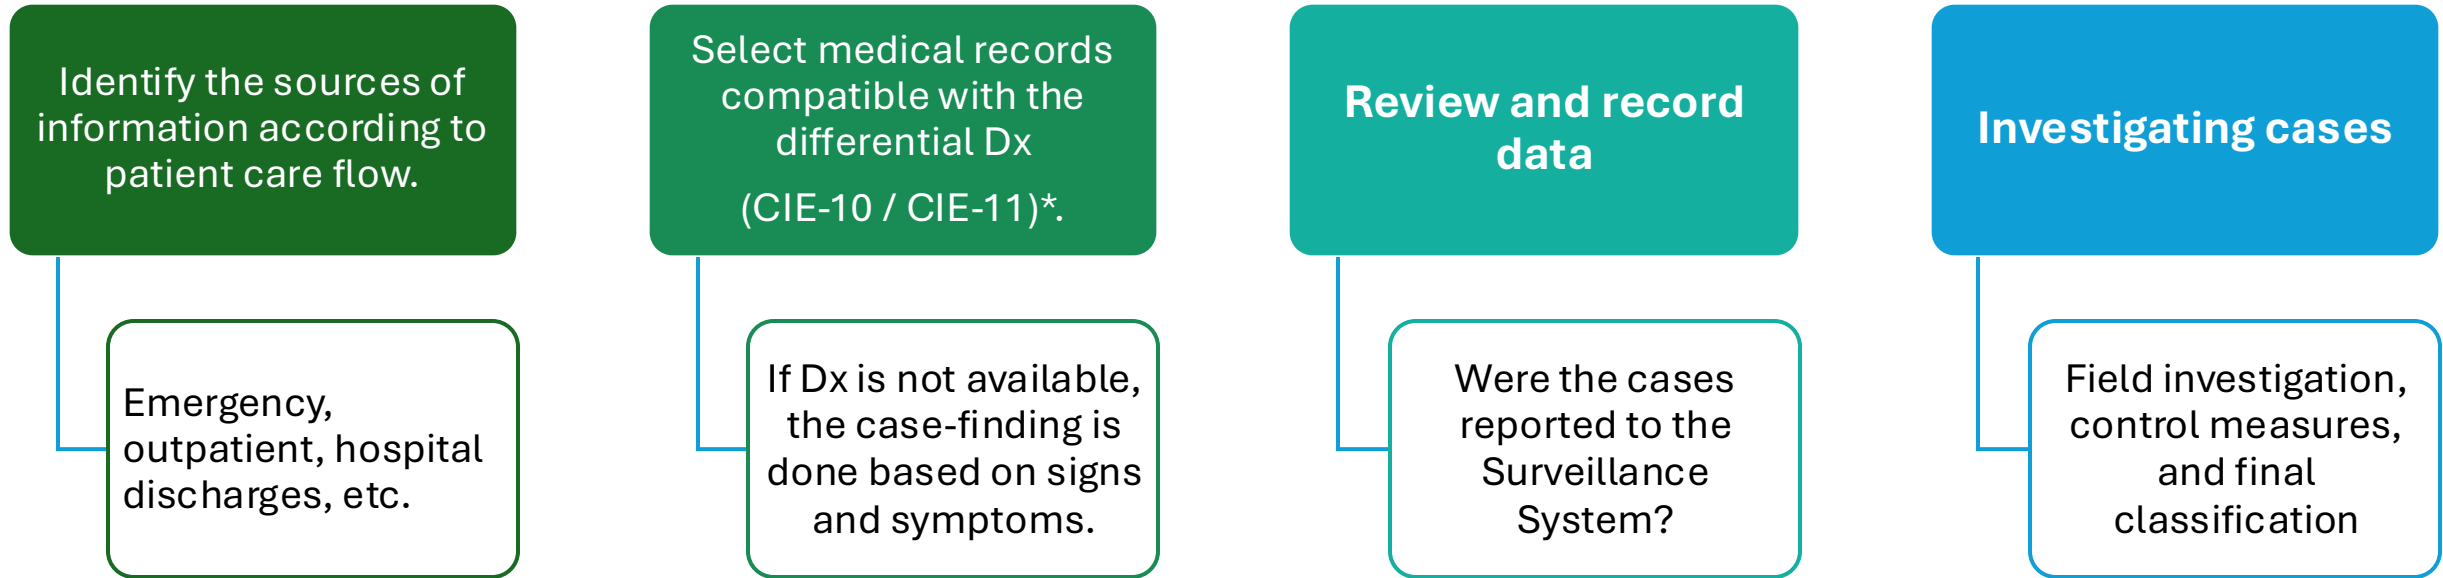 Identify the sources of
information according to
patient care flow.
Emergency,
outpatient, hospital
discharges, etc.
Select medical records
compatible with the
differential Dx
(CIE-10 / CIE-11)*.
If Dx is not available,
the case-finding is
done based on signs
and symptoms.
Review and record
data
Were the cases
reported to the
Surveillance
System?
Investigating cases
Field investigation,
control measures,
and final
classification